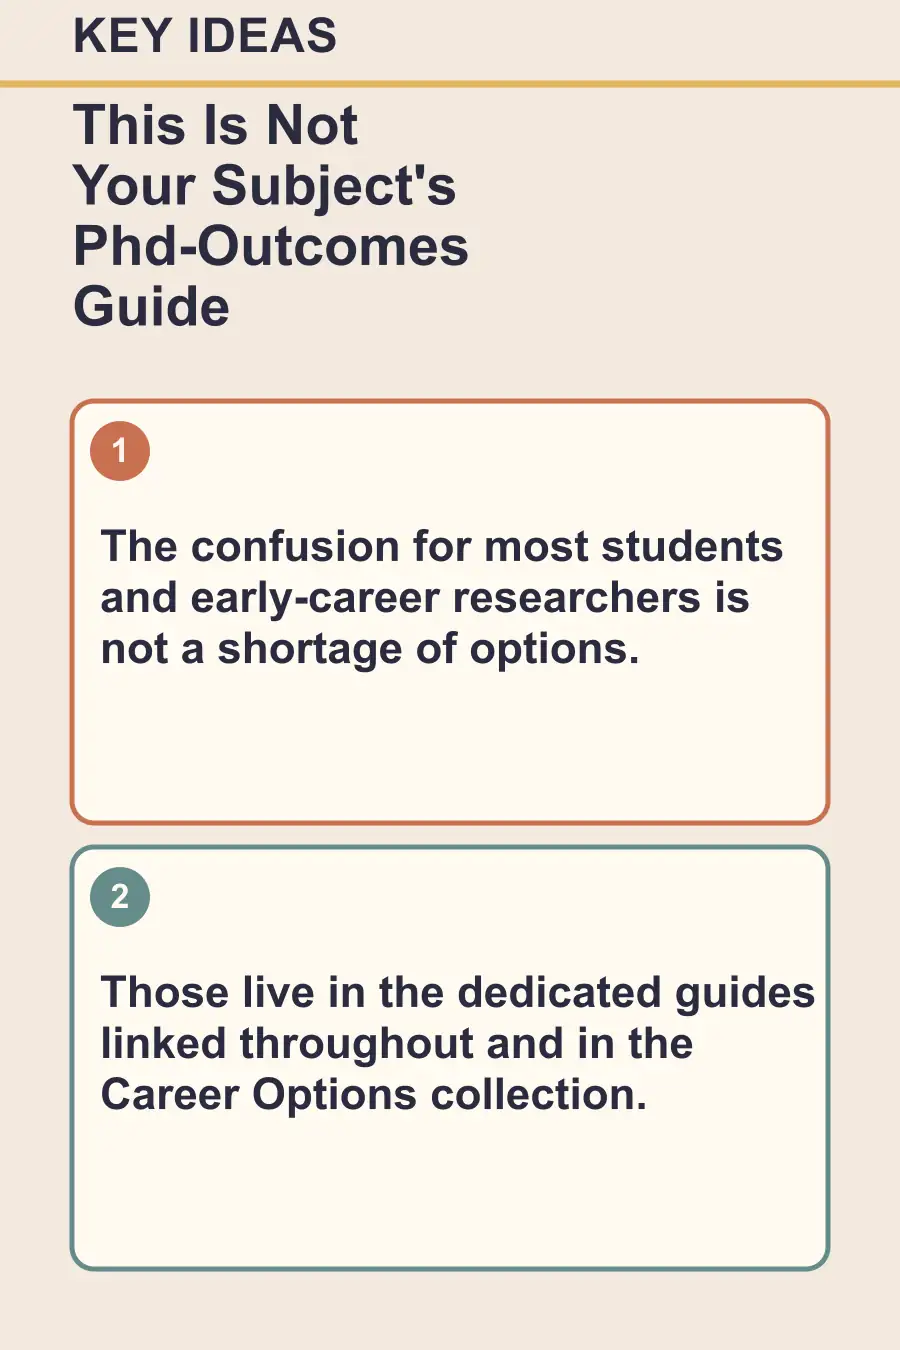 KEY IDEAS
This Is Not
Your Subject's
Phd-Outcomes
Guide
1
The confusion for most students
and early-career researchers is
not a shortage of options.
2
Those live in the dedicated guides
linked throughout and in the
Career Options collection.